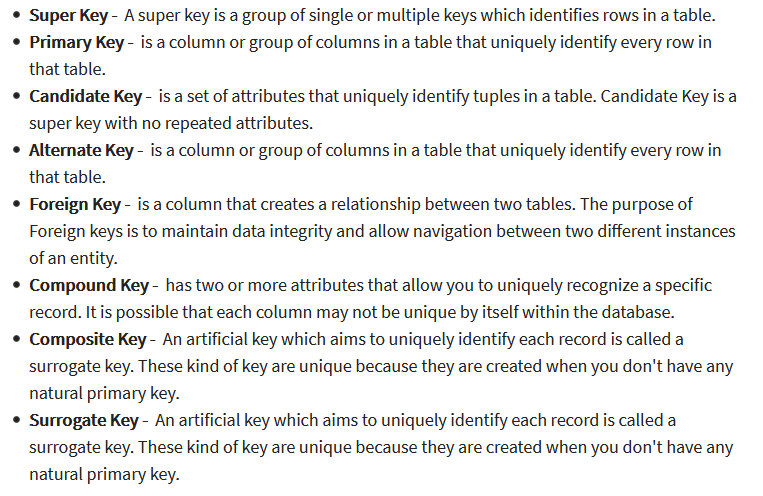 • Super Key - A super key is a group of single or multiple keys which identifies rows in a table.
• Primary Key - is a column or group of columns in a table that uniquely identify every row in
that table.
• Candidate Key - is a set of attributes that uniquely identify tuples in a table. Candidate Key is a
super key with no repeated attributes.
• Alternate Key - is a column or group of columns in a table that uniquely identify every row in
that table.
• Foreign Key - is a column that creates a relationship between two tables. The purpose of
Foreign keys is to maintain data integrity and allow navigation between two different instances
of an entity.
• Compound Key - has two or more attributes that allow you to uniquely recognize a specific
record. It is possible that each column may not be unique by itself within the database.
• Composite Key - An artificial key which aims to uniquely identify each record is called a
surrogate key. These kind of key are unique because they are created when you don't have any
natural primary key.
• Surrogate Key - An artificial key which aims to uniquely identify each record is called a
surrogate key. These kind of key are unique because they are created when you don't have any
natural primary key.